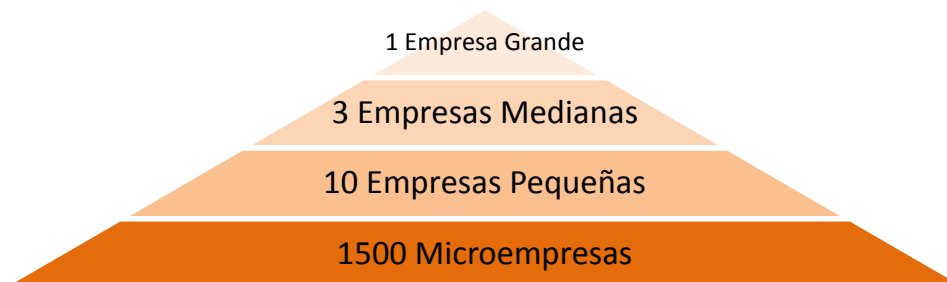 1 Empresa Grande
3 Empresas Medianas
10 Empresas Pequeñas
1500 Microempresas